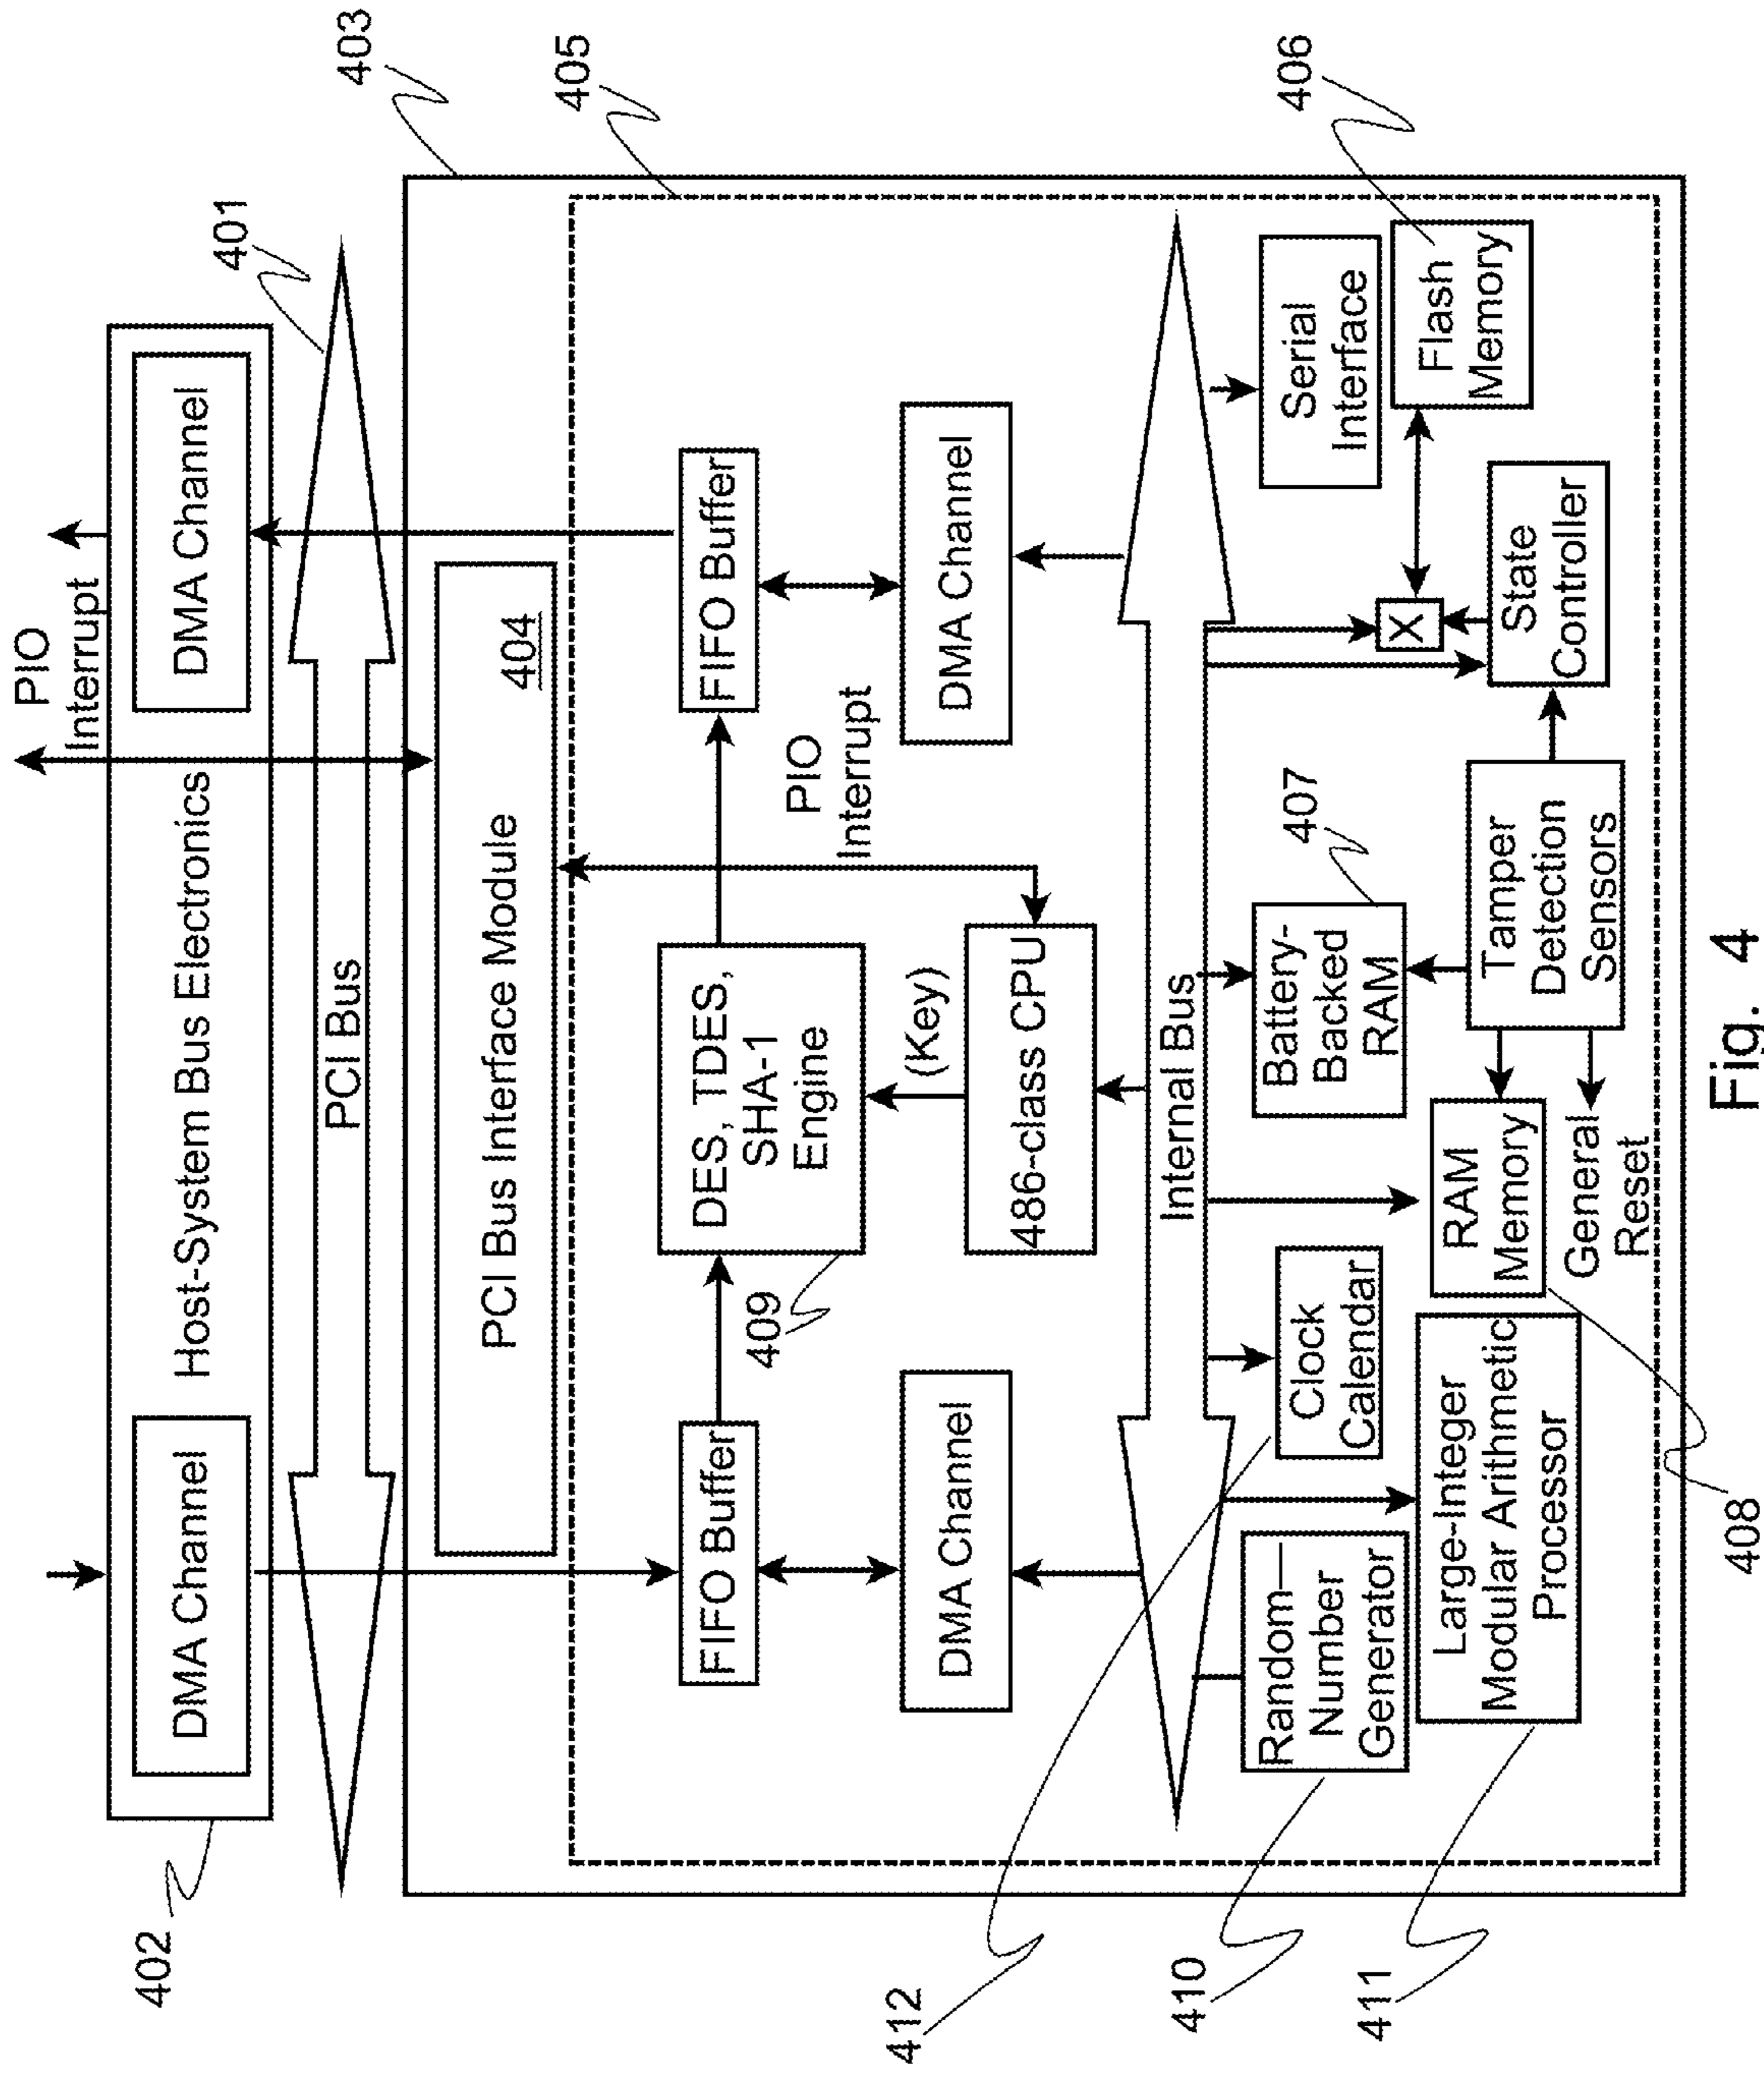 PIO
Interrupt
402
DMA Channel
Host-System Bus Electronics
DMA Channel
401
PCI Bus
403
PCI Bus Interface Module
404
405
FIFO Buffer
DES, TDES,
SHA-1
Engine
FIFO Buffer
409
PIO
Interrupt
(Key)
DMA Channel
486-class CPU
DMA Channel
412
Internal Bus
410
Random—
Number
Generator
Clock
Calendar
Battery-
Backed
RAM
407
Serial
Interface
406
411
Large-Integer
Modular Arithmetic
Processor
RAM
Memory
X
Flash
Memory
General
Reset
Tamper
Detection
Sensors
State
Controller
408
Fig. 4